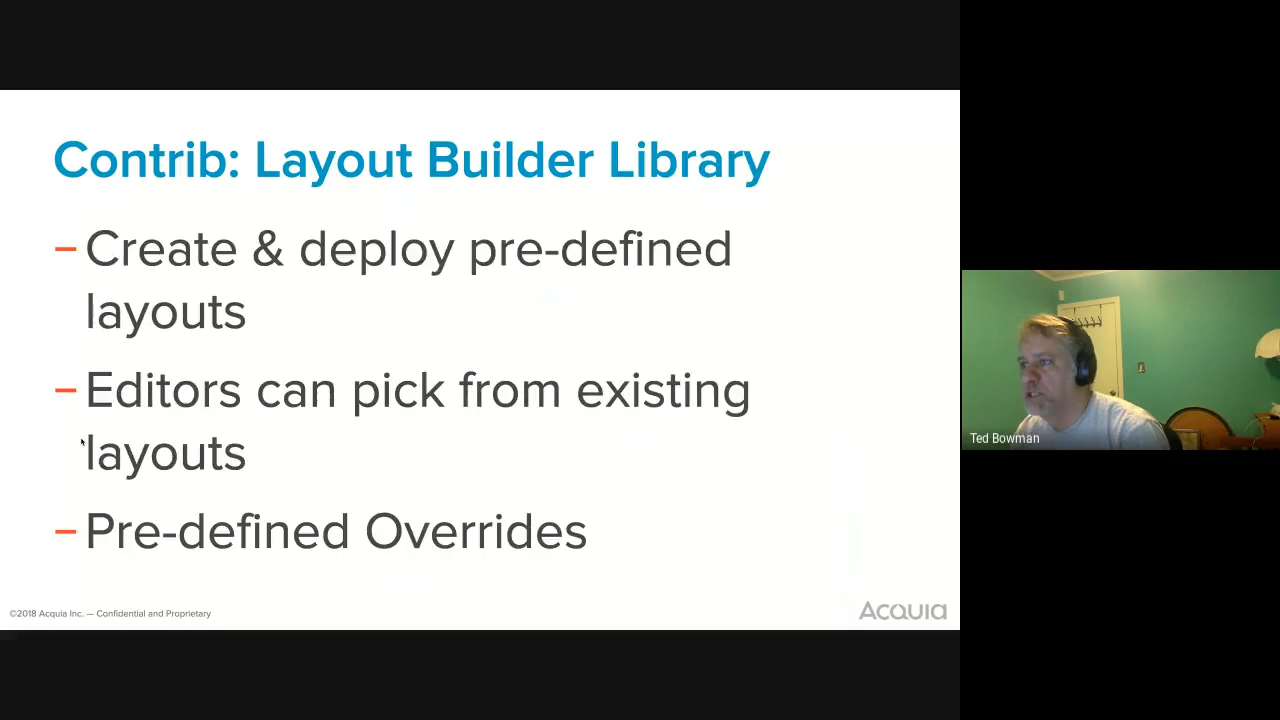 Contrib: Layout Builder Library
– Create & deploy pre-defined
layouts
– Editors can pick from existing
layouts
– Pre-defined Overrides
©2018 Acquia Inc. — Confidential and Proprietary
Acquia
Ted Bowman